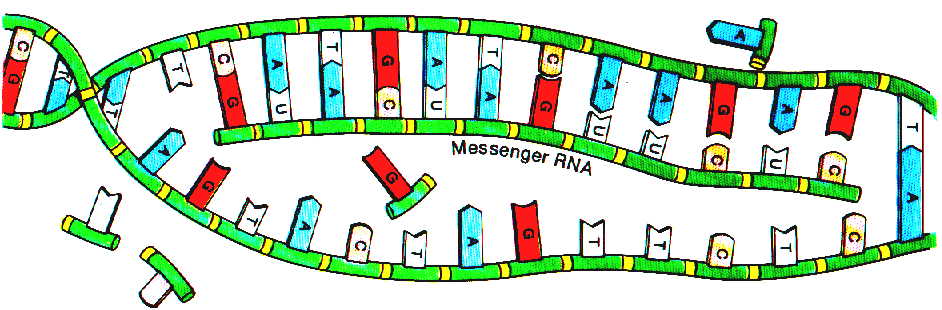 A
C T T C A T G A T C A A G A G T
G A T G U A C U A G U U C U C
Messenger RNA
G
A G T A C T A G T T C T C A